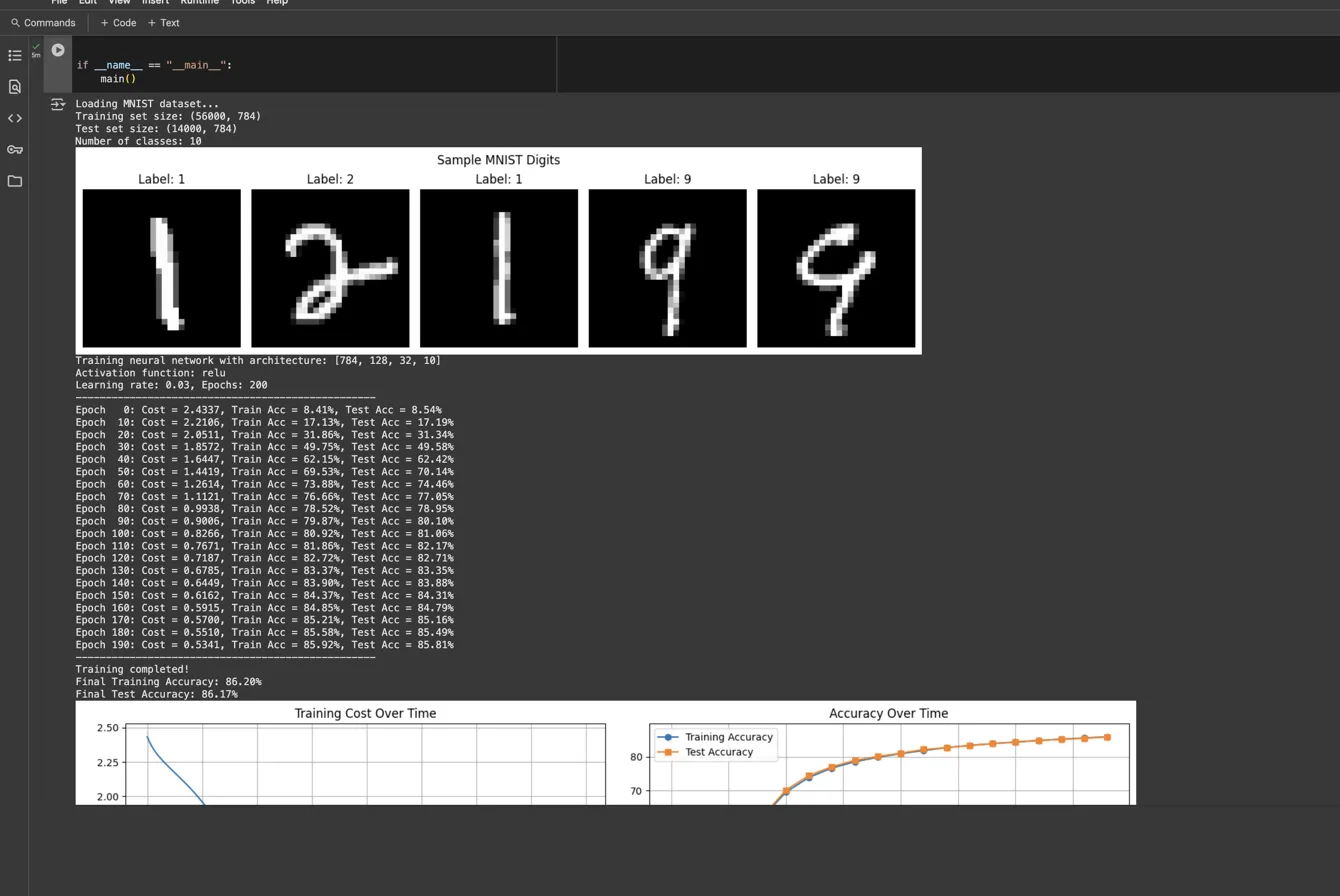 File Edit View Insert Runtime Tools Help
Commands + Code + Text
5m
if __name__ == "__main__":
    main()
Loading MNIST dataset...
Training set size: (56000, 784)
Test set size: (14000, 784)
Number of classes: 10
Sample MNIST Digits
Label: 1 Label: 2 Label: 1 Label: 9 Label: 9
1 2 1 9 9
Training neural network with architecture: [784, 128, 32, 10]
Activation function: relu
Learning rate: 0.03, Epochs: 200
--------------------------------------------------
Epoch   0: Cost = 2.4337, Train Acc = 8.41%, Test Acc = 8.54%
Epoch  10: Cost = 2.2106, Train Acc = 17.13%, Test Acc = 17.19%
Epoch  20: Cost = 2.0511, Train Acc = 31.86%, Test Acc = 31.34%
Epoch  30: Cost = 1.8572, Train Acc = 49.75%, Test Acc = 49.58%
Epoch  40: Cost = 1.6447, Train Acc = 62.15%, Test Acc = 62.42%
Epoch  50: Cost = 1.4419, Train Acc = 69.53%, Test Acc = 70.14%
Epoch  60: Cost = 1.2614, Train Acc = 73.88%, Test Acc = 74.46%
Epoch  70: Cost = 1.1121, Train Acc = 76.66%, Test Acc = 77.05%
Epoch  80: Cost = 0.9938, Train Acc = 78.52%, Test Acc = 78.95%
Epoch  90: Cost = 0.9006, Train Acc = 79.87%, Test Acc = 80.10%
Epoch 100: Cost = 0.8266, Train Acc = 80.92%, Test Acc = 81.06%
Epoch 110: Cost = 0.7671, Train Acc = 81.86%, Test Acc = 82.17%
Epoch 120: Cost = 0.7187, Train Acc = 82.72%, Test Acc = 82.71%
Epoch 130: Cost = 0.6785, Train Acc = 83.37%, Test Acc = 83.35%
Epoch 140: Cost = 0.6449, Train Acc = 83.90%, Test Acc = 83.88%
Epoch 150: Cost = 0.6162, Train Acc = 84.37%, Test Acc = 84.31%
Epoch 160: Cost = 0.5915, Train Acc = 84.85%, Test Acc = 84.79%
Epoch 170: Cost = 0.5700, Train Acc = 85.21%, Test Acc = 85.16%
Epoch 180: Cost = 0.5510, Train Acc = 85.58%, Test Acc = 85.49%
Epoch 190: Cost = 0.5341, Train Acc = 85.92%, Test Acc = 85.81%
--------------------------------------------------
Training completed!
Final Training Accuracy: 86.20%
Final Test Accuracy: 86.17%
Training Cost Over Time
2.50
2.25
2.00
Accuracy Over Time
Training Accuracy
Test Accuracy
80
70